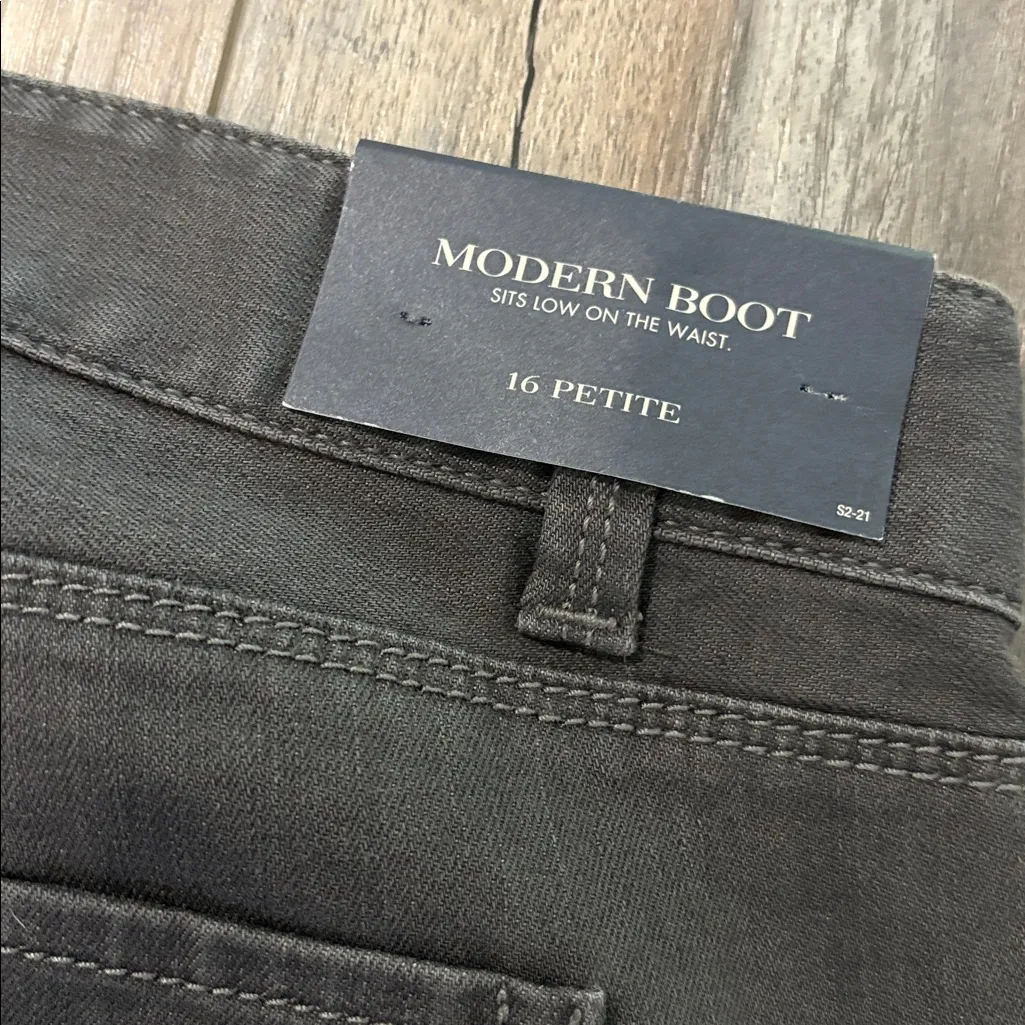 MODERN BOOT
SITS LOW ON THE WAIST.
16 PETITE
S2-21